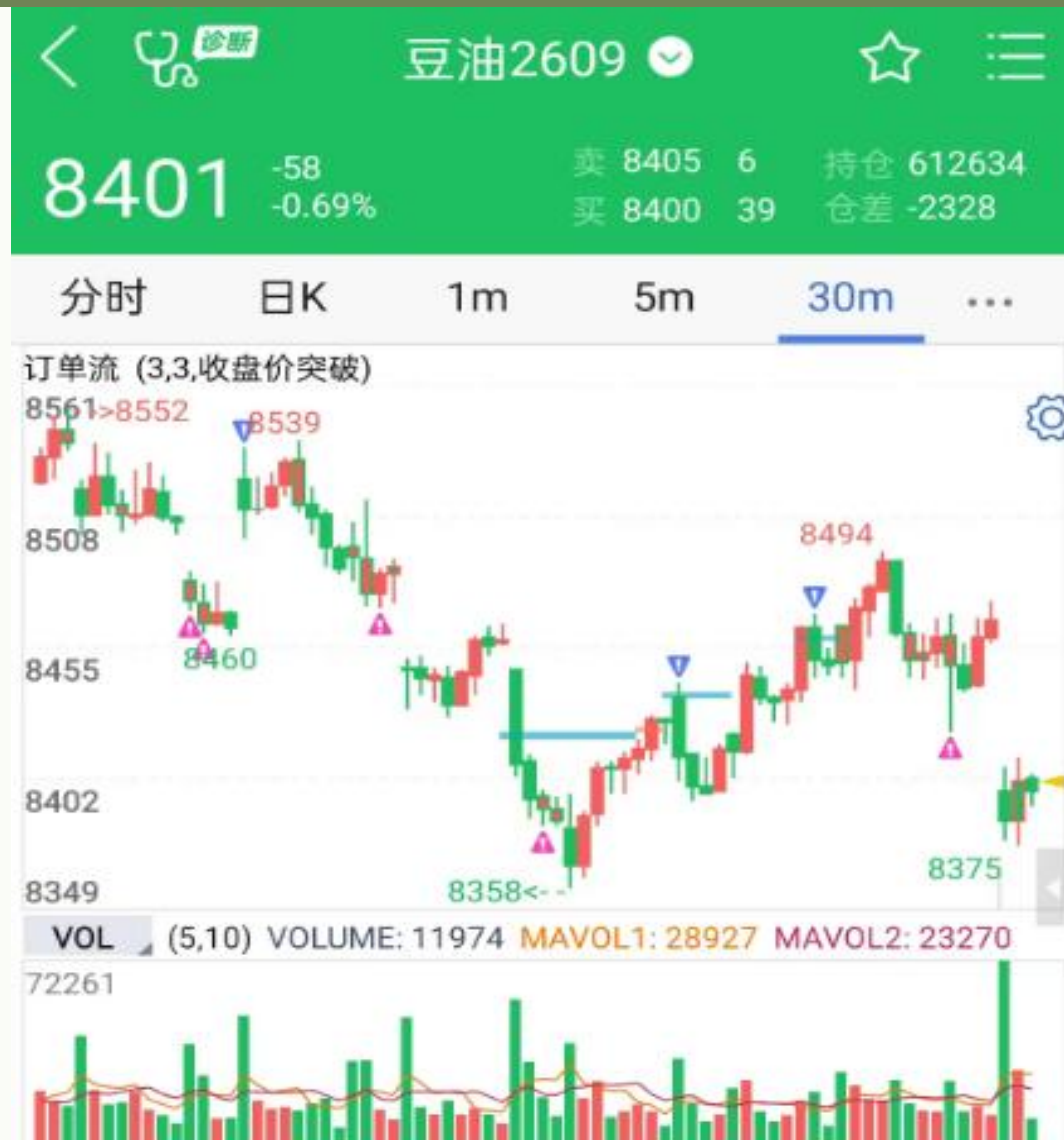 诊断
豆油2609
8401 -58 卖 8405 6 持仓 612634
-0.69% 买 8400 39 仓差 -2328
分时 日K 1m 5m 30m ...
订单流 (3,3,收盘价突破)
8561 >8552
8539
8508
8494
8460
8455
8402
8375
8349 8358<--
VOL (5,10) VOLUME: 11974 MAVOL1: 28927 MAVOL2: 23270
72261